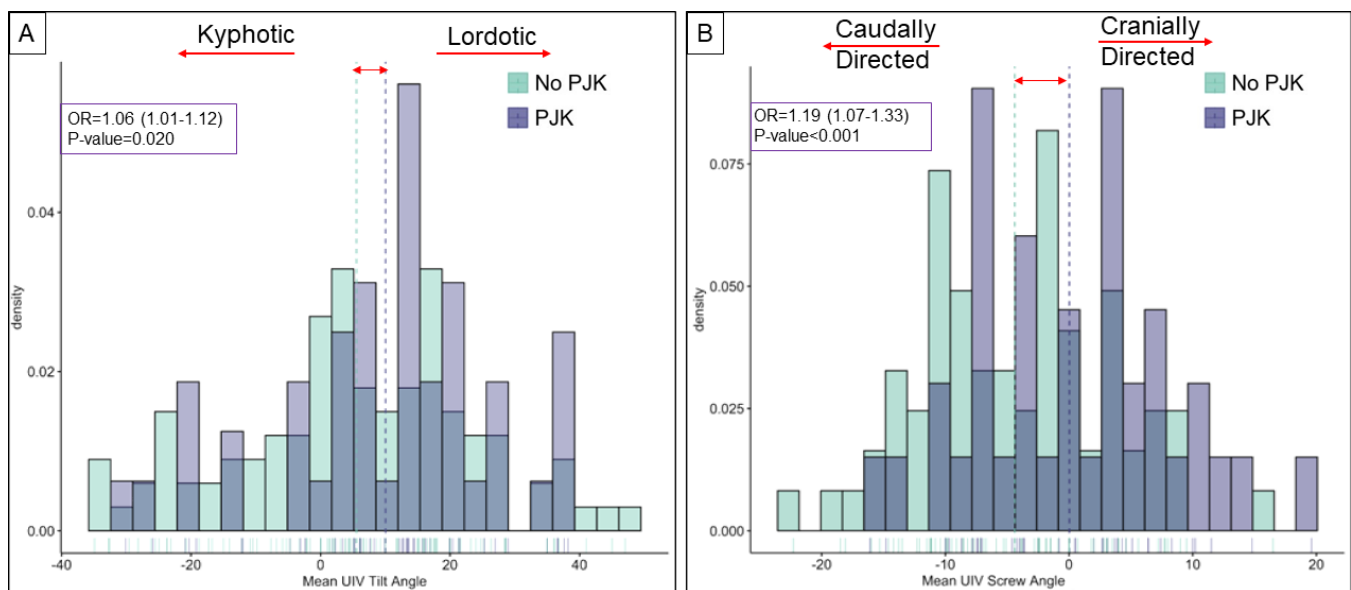 A
Kyphotic
Lordotic
No PJK
PJK
OR=1.06 (1.01-1.12)
P-value=0.020
density
0.04
0.02
0.00
-40
-20
0
20
40
Mean UIV Tilt Angle
B
Caudally
Directed
Cranially
Directed
No PJK
PJK
OR=1.19 (1.07-1.33)
P-value<0.001
density
0.075
0.050
0.025
0.000
-20
-10
0
10
20
Mean UIV Screw Angle